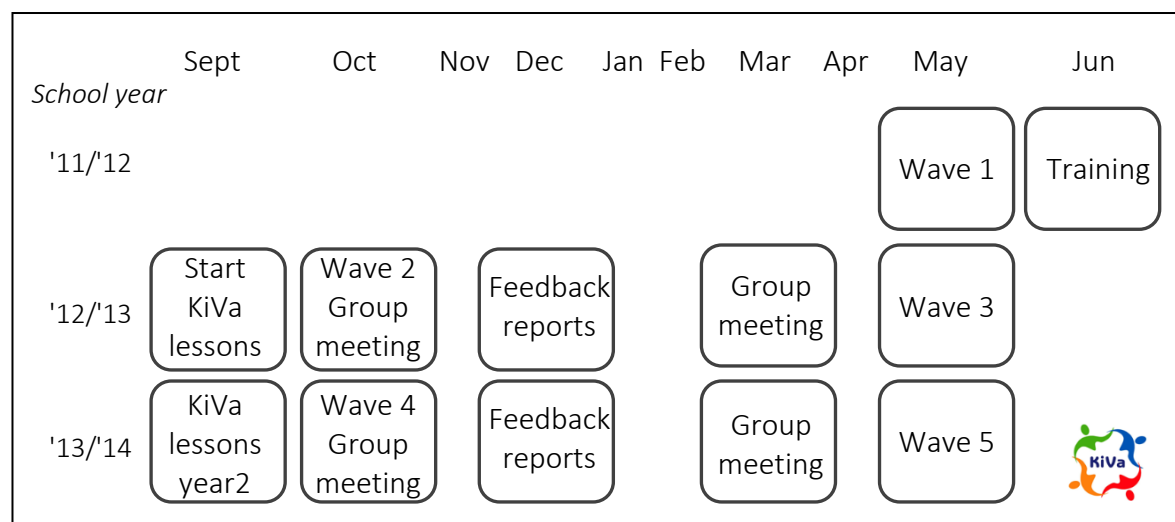 Sept Oct Nov Dec Jan Feb Mar Apr May Jun
School year
'11/'12
Wave 1
Training
'12/'13
Start
KiVa
lessons
Wave 2
Group
meeting
Feedback
reports
Group
meeting
Wave 3
'13/'14
KiVa
lessons
year2
Wave 4
Group
meeting
Feedback
reports
Group
meeting
Wave 5
KiVa